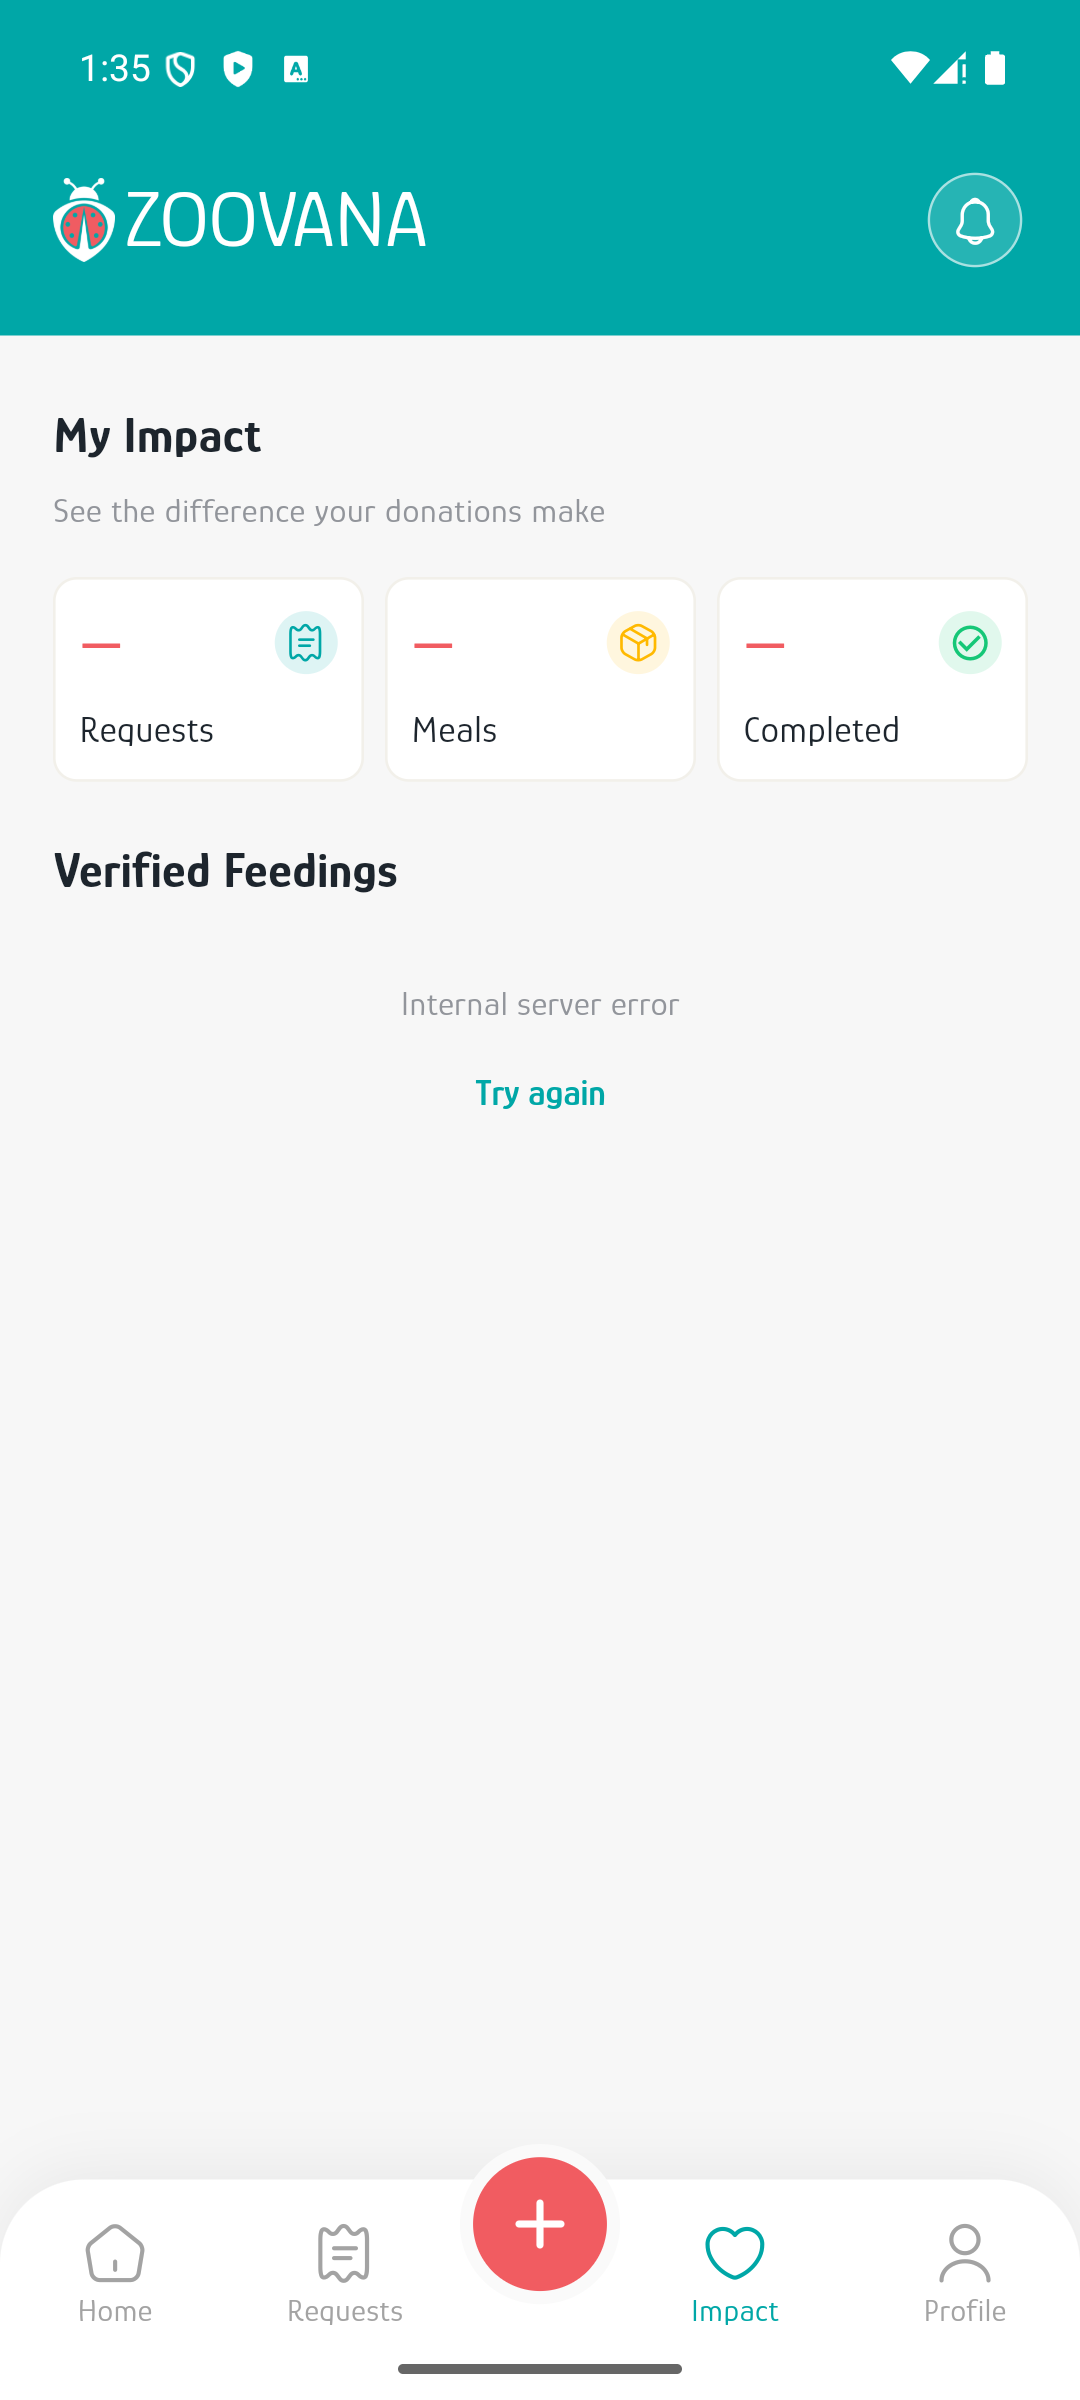 1:35
ZOOVANA
My Impact
See the difference your donations make
—
—
—
Requests
Meals
Completed
Verified Feedings
Internal server error
Try again
Home
Requests
Impact
Profile